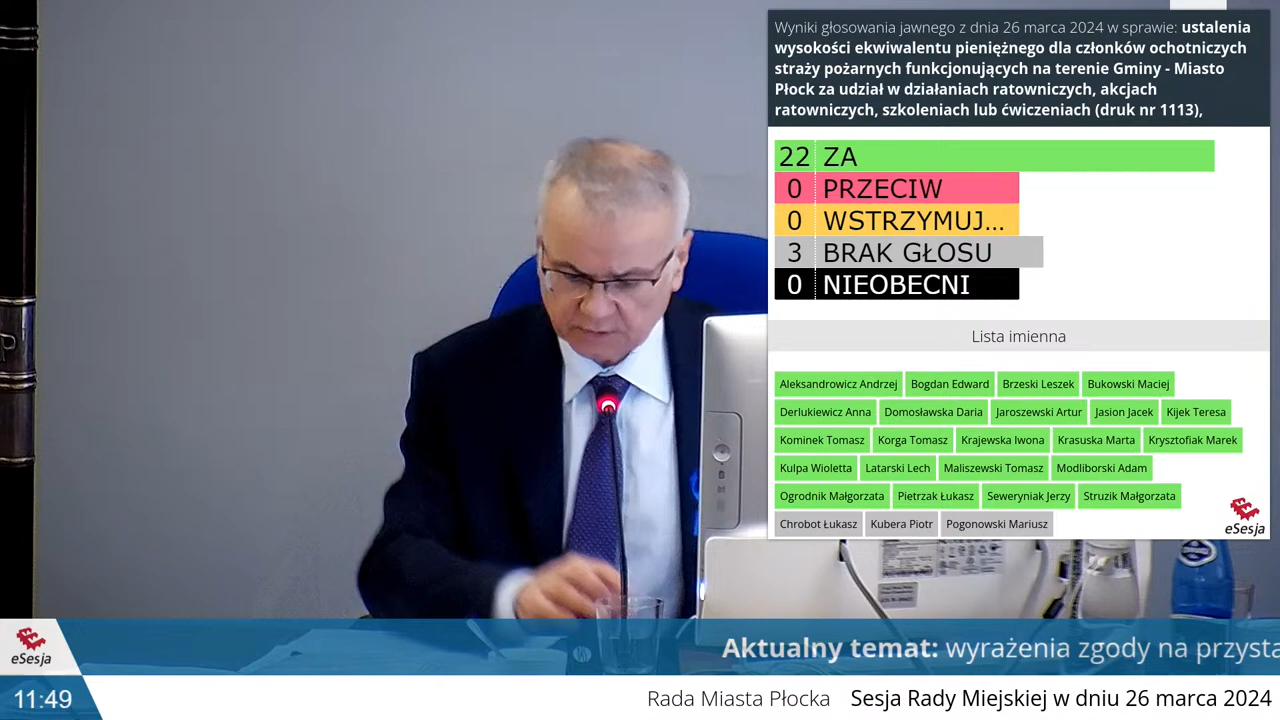 Wyniki głosowania jawnego z dnia 26 marca 2024 w sprawie: ustalenia
wysokości ekwiwalentu pieniężnego dla członków ochotniczych
straży pożarnych funkcjonujących na terenie Gminy - Miasto
Płock za udział w działaniach ratowniczych, akcjach
ratowniczych, szkoleniach lub ćwiczeniach (druk nr 1113),
22 ZA
0 PRZECIW
0 WSTRZYMUJ...
3 BRAK GŁOSU
0 NIEOBECNI
Lista imienna
Aleksandrowicz Andrzej Bogdan Edward Brzeski Leszek Bukowski Maciej
Derlukiewicz Anna Domosławska Daria Jaroszewski Artur Jasion Jacek Kijek Teresa
Kominek Tomasz Korga Tomasz Krajewska Iwona Krasuska Marta Krysztofiak Marek
Kulpa Wioletta Latarski Lech Maliszewski Tomasz Modliborski Adam
Ogrodnik Małgorzata Pietrzak Łukasz Seweryniak Jerzy Struzik Małgorzata
Chrobot Łukasz Kubera Piotr Pogonowski Mariusz
eSesja
P
eSesja
Aktualny temat: wyrażenia zgody na przysta
11:49
Rada Miasta Płocka Sesja Rady Miejskiej w dniu 26 marca 2024